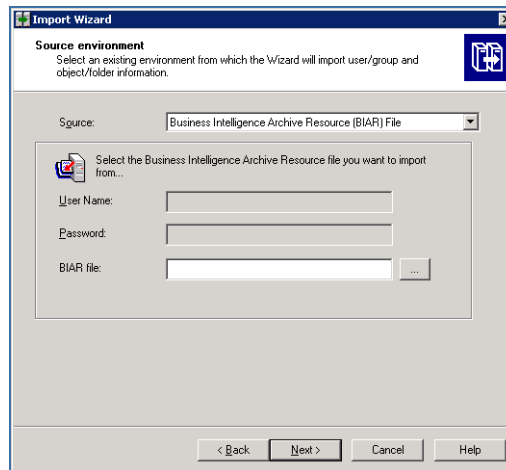 Import Wizard
Source environment
Select an existing environment from which the Wizard will import user/group and
object/folder information.
Source:
Business Intelligence Archive Resource (BIAR) File
Select the Business Intelligence Archive Resource file you want to import
from...
User Name:
Password:
BIAR file:
...
< Back
Next >
Cancel
Help